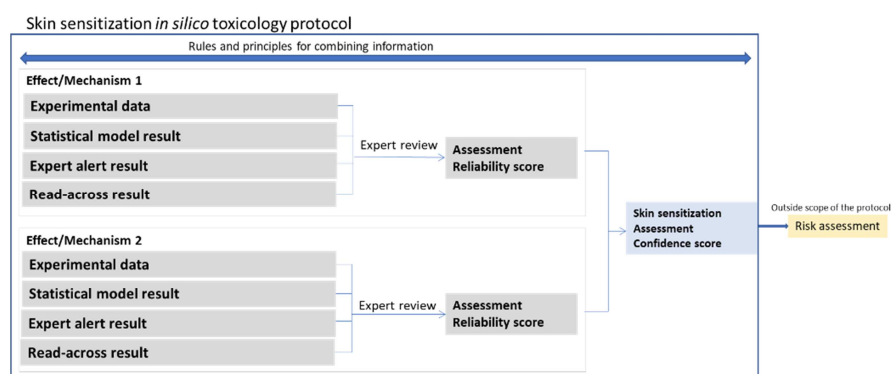 Skin sensitization in silico toxicology protocol
Rules and principles for combining information
Effect/Mechanism 1
Experimental data
Statistical model result
Expert alert result
Read-across result
Expert review
Assessment
Reliability score
Effect/Mechanism 2
Experimental data
Statistical model result
Expert alert result
Read-across result
Expert review
Assessment
Reliability score
Skin sensitization
Assessment
Confidence score
Outside scope of the protocol
Risk assessment